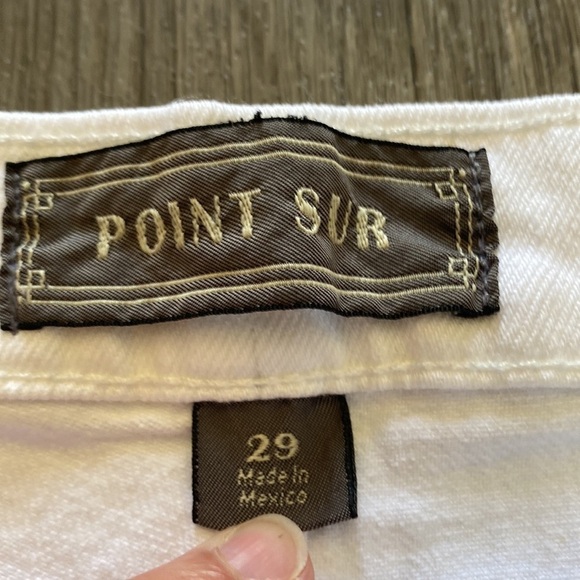 POINT SUR
29
Made in
Mexico